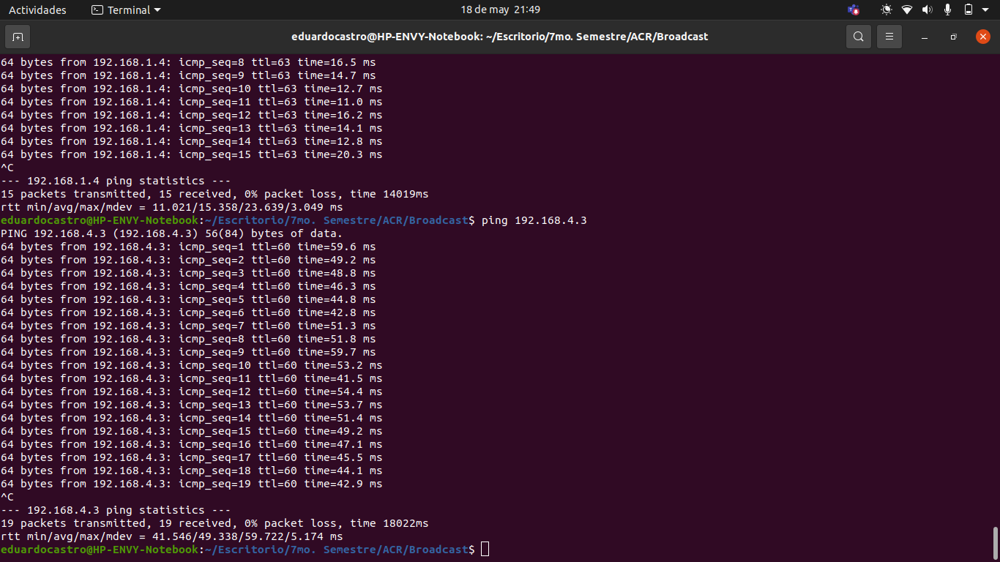 Actividades
Terminal
18 de may 21:49
eduardocastro@HP-ENVY-Notebook: ~/Escritorio/7mo. Semestre/ACR/Broadcast
64 bytes from 192.168.1.4: icmp_seq=8 ttl=63 time=16.5 ms
64 bytes from 192.168.1.4: icmp_seq=9 ttl=63 time=14.7 ms
64 bytes from 192.168.1.4: icmp_seq=10 ttl=63 time=12.7 ms
64 bytes from 192.168.1.4: icmp_seq=11 ttl=63 time=11.0 ms
64 bytes from 192.168.1.4: icmp_seq=12 ttl=63 time=16.2 ms
64 bytes from 192.168.1.4: icmp_seq=13 ttl=63 time=14.1 ms
64 bytes from 192.168.1.4: icmp_seq=14 ttl=63 time=12.8 ms
64 bytes from 192.168.1.4: icmp_seq=15 ttl=63 time=20.3 ms
^C
--- 192.168.1.4 ping statistics ---
15 packets transmitted, 15 received, 0% packet loss, time 14019ms
rtt min/avg/max/mdev = 11.021/15.358/23.639/3.049 ms
eduardocastro@HP-ENVY-Notebook:~/Escritorio/7mo. Semestre/ACR/Broadcast$ ping 192.168.4.3
PING 192.168.4.3 (192.168.4.3) 56(84) bytes of data.
64 bytes from 192.168.4.3: icmp_seq=1 ttl=60 time=59.6 ms
64 bytes from 192.168.4.3: icmp_seq=2 ttl=60 time=49.2 ms
64 bytes from 192.168.4.3: icmp_seq=3 ttl=60 time=48.8 ms
64 bytes from 192.168.4.3: icmp_seq=4 ttl=60 time=46.3 ms
64 bytes from 192.168.4.3: icmp_seq=5 ttl=60 time=44.8 ms
64 bytes from 192.168.4.3: icmp_seq=6 ttl=60 time=42.8 ms
64 bytes from 192.168.4.3: icmp_seq=7 ttl=60 time=51.3 ms
64 bytes from 192.168.4.3: icmp_seq=8 ttl=60 time=51.8 ms
64 bytes from 192.168.4.3: icmp_seq=9 ttl=60 time=59.7 ms
64 bytes from 192.168.4.3: icmp_seq=10 ttl=60 time=53.2 ms
64 bytes from 192.168.4.3: icmp_seq=11 ttl=60 time=41.5 ms
64 bytes from 192.168.4.3: icmp_seq=12 ttl=60 time=54.4 ms
64 bytes from 192.168.4.3: icmp_seq=13 ttl=60 time=53.7 ms
64 bytes from 192.168.4.3: icmp_seq=14 ttl=60 time=51.4 ms
64 bytes from 192.168.4.3: icmp_seq=15 ttl=60 time=49.2 ms
64 bytes from 192.168.4.3: icmp_seq=16 ttl=60 time=47.1 ms
64 bytes from 192.168.4.3: icmp_seq=17 ttl=60 time=45.5 ms
64 bytes from 192.168.4.3: icmp_seq=18 ttl=60 time=44.1 ms
64 bytes from 192.168.4.3: icmp_seq=19 ttl=60 time=42.9 ms
^C
--- 192.168.4.3 ping statistics ---
19 packets transmitted, 19 received, 0% packet loss, time 18022ms
rtt min/avg/max/mdev = 41.546/49.338/59.722/5.174 ms
eduardocastro@HP-ENVY-Notebook:~/Escritorio/7mo. Semestre/ACR/Broadcast$